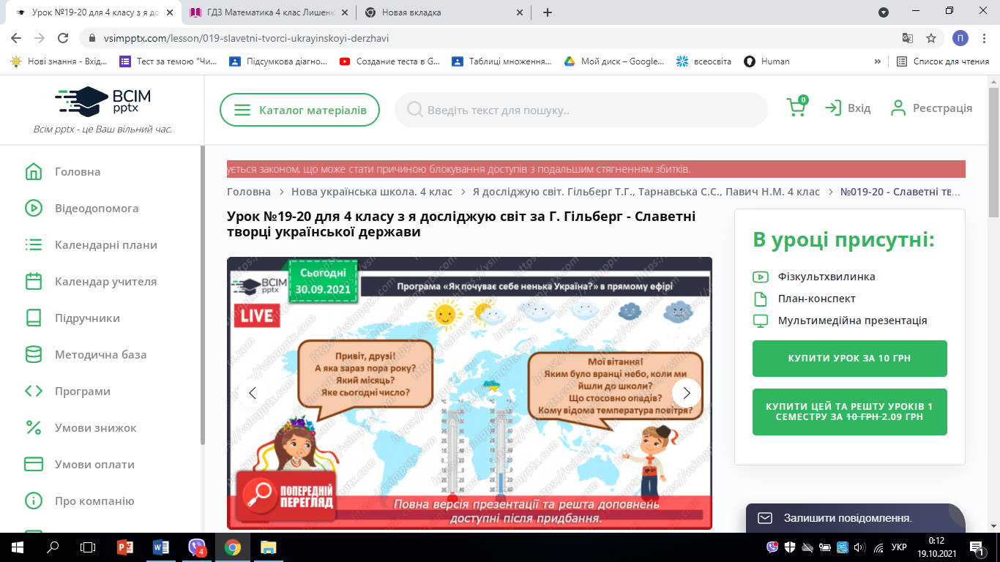 Урок №19-20 для 4 класу з я до
ГДЗ Математика 4 клас Лишенк
Новая вкладка
vsimpptx.com/lesson/019-slavetni-tvorci-ukrayinskoyi-derzhavi
П
Нові знання - Вхід...
Тест за темою "Чи...
Підсумкова діагно...
Создание теста в G...
Таблиці множення...
Мой диск – Google...
всеосвіта
Human
»
Список для чтения
ВСІМ
pptx
Всім pptx - це Ваш вільний час.
Каталог матеріалів
Введіть текст для пошуку..
0
Вхід
Реєстрація
Головна
Відеодопомога
Календарні плани
Календар учителя
Підручники
Методична база
Програми
Умови знижок
Умови оплати
Про компанію
ується законом, що може стати причиною блокування доступів з подальшим стягненням збитків.
Головна > Нова українська школа. 4 клас > Я досліджую світ. Гільберг Т.Г., Тарнавська С.С., Павич Н.М. 4 клас > №019-20 - Славетні тв...
Урок №19-20 для 4 класу з я досліджую світ за Г. Гільберг - Славетні
творці української держави
ВСІМ
pptx
Сьогодні
30.09.2021
Програма «Як почуває себе ненька Україна?» в прямому ефірі
LIVE
Привіт, друзі!
А яка зараз пора року?
Який місяць?
Яке сьогодні число?
Мої вітання!
Яким було вранці небо, коли ми
йшли до школи?
Що стосовно опадів?
Кому відома температура повітря?
ПОПЕРЕДНІЙ
ПЕРЕГЛЯД
Повна версія презентації та решта доповнень
доступні після придбання.
В уроці присутні:
Фізкультхвилинка
План-конспект
Мультимедійна презентація
КУПИТИ УРОК ЗА 10 ГРН
КУПИТИ ЦЕЙ ТА РЕШТУ УРОКІВ 1
СЕМЕСТРУ ЗА 10 ГРН 2.09 ГРН
Залишити повідомлення.
4
УКР
0:12
19.10.2021
1